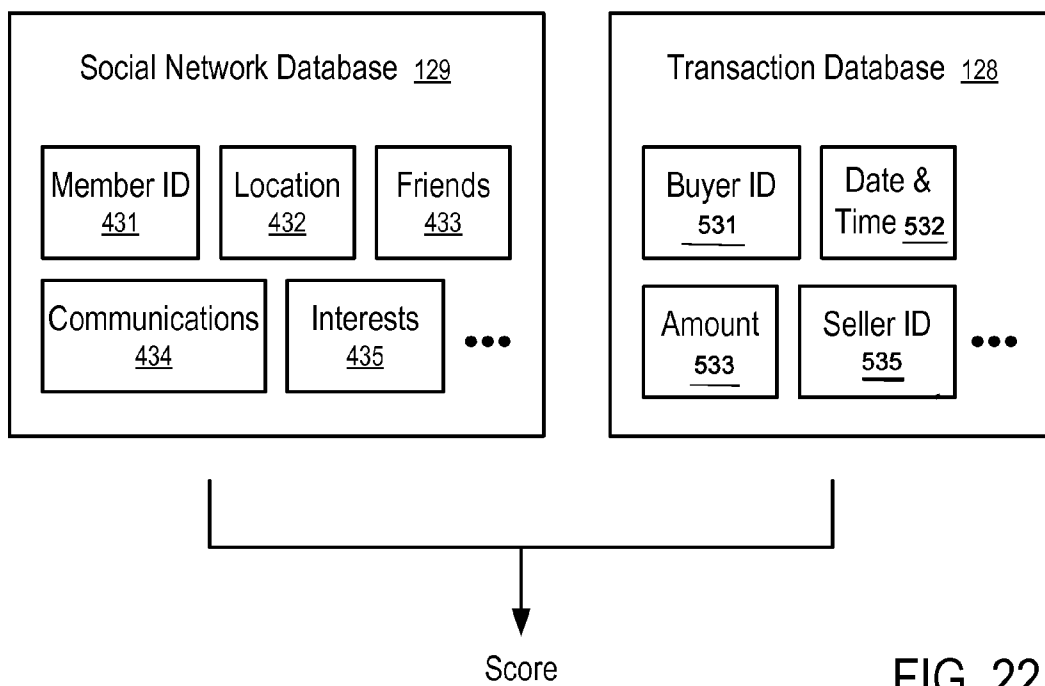 Social Network Database 129
Member ID
431
Location
432
Friends
433
Communications
434
Interests
435
•••
Transaction Database 128
Buyer ID
531
Date &
Time 532
Amount
533
Seller ID
535
•••
Score
FIG. 22